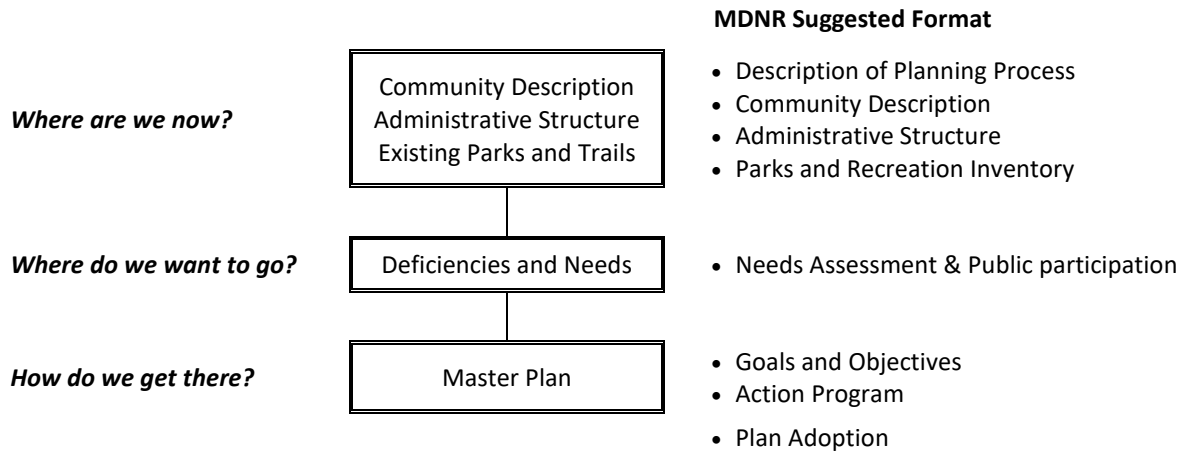 MDNR Suggested Format
Where are we now?
Community Description
Administrative Structure
Existing Parks and Trails
• Description of Planning Process
• Community Description
• Administrative Structure
• Parks and Recreation Inventory
Where do we want to go?
Deficiencies and Needs
• Needs Assessment & Public participation
How do we get there?
Master Plan
• Goals and Objectives
• Action Program
• Plan Adoption